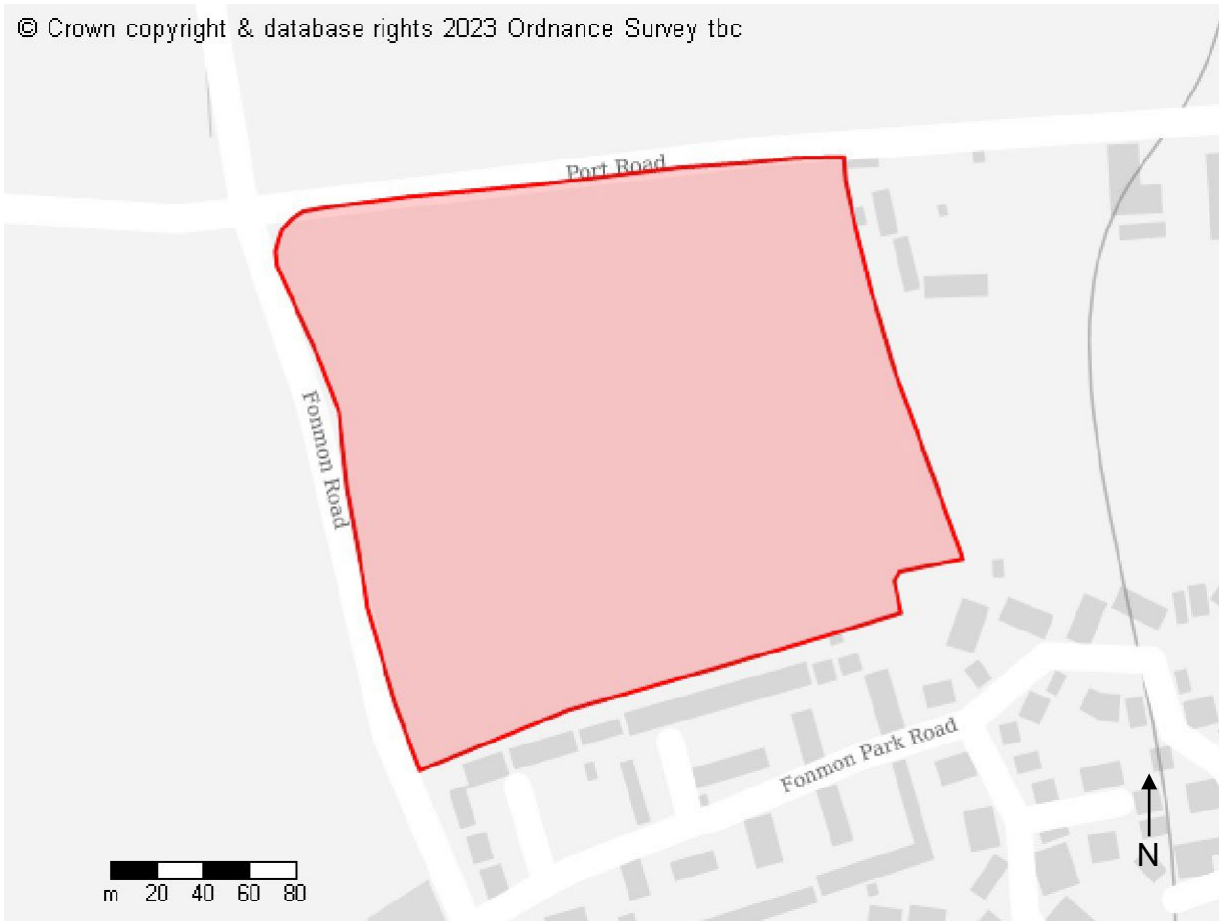 © Crown copyright & database rights 2023 Ordnance Survey tbc
Port Road
Fonmon Road
Fonmon Park Road
N
m 20 40 60 80